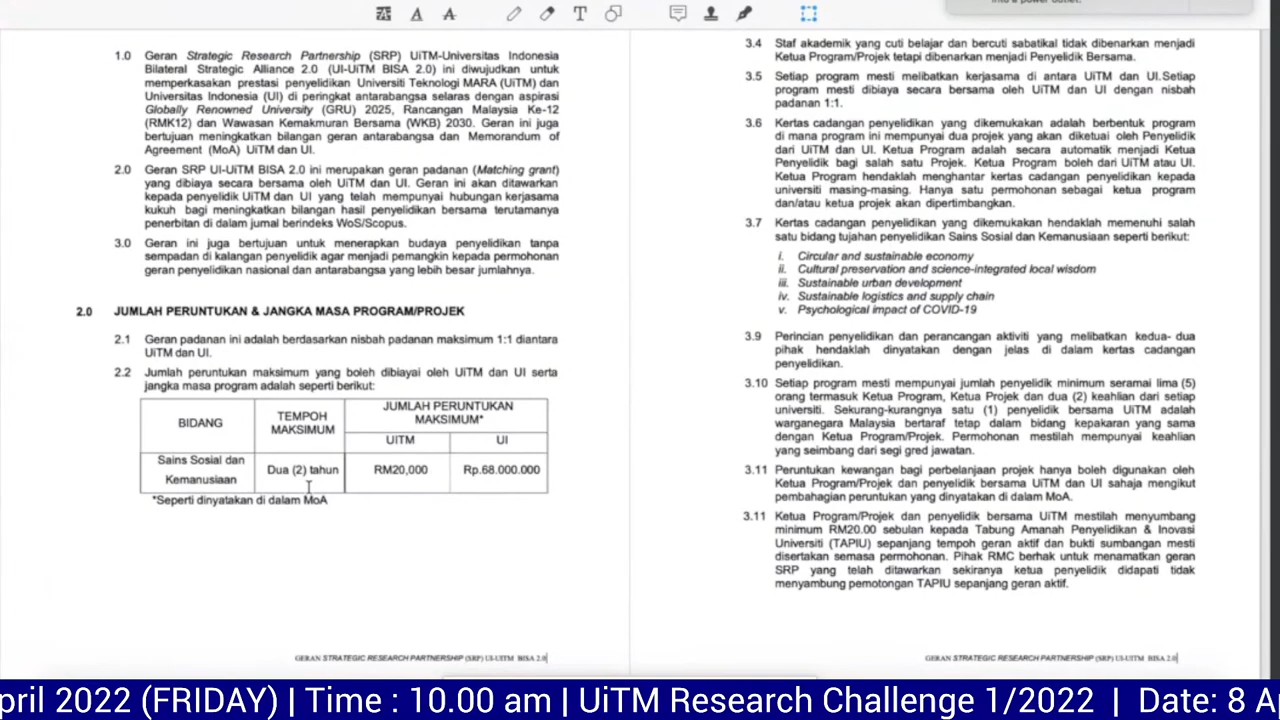 into a power outlet.
1.0 Geran Strategic Research Partnership (SRP) UiTM-Universitas Indonesia
Bilateral Strategic Alliance 2.0 (UI-UiTM BISA 2.0) ini diwujudkan untuk
memperkasakan prestasi penyelidikan Universiti Teknologi MARA (UiTM) dan
Universitas Indonesia (UI) di peringkat antarabangsa selaras dengan aspirasi
Globally Renowned University (GRU) 2025, Rancangan Malaysia Ke-12
(RMK12) dan Wawasan Kemakmuran Bersama (WKB) 2030. Geran ini juga
bertujuan meningkatkan bilangan geran antarabangsa dan Memorandum of
Agreement (MoA) UiTM dan UI.
2.0 Geran SRP UI-UiTM BISA 2.0 ini merupakan geran padanan (Matching grant)
yang dibiaya secara bersama oleh UiTM dan UI. Geran ini akan ditawarkan
kepada penyelidik UiTM dan UI yang telah mempunyai hubungan kerjasama
kukuh bagi meningkatkan bilangan hasil penyelidikan bersama terutamanya
penerbitan di dalam jurnal berindeks WoS/Scopus.
3.0 Geran ini juga bertujuan untuk menerapkan budaya penyelidikan tanpa
sempadan di kalangan penyelidik agar menjadi pemangkin kepada permohonan
geran penyelidikan nasional dan antarabangsa yang lebih besar jumlahnya.
2.0 JUMLAH PERUNTUKAN & JANGKA MASA PROGRAM/PROJEK
2.1 Geran padanan ini adalah berdasarkan nisbah padanan maksimum 1:1 diantara
UiTM dan UI.
2.2 Jumlah peruntukan maksimum yang boleh dibiayai oleh UiTM dan UI serta
jangka masa program adalah seperti berikut:
BIDANG
TEMPOH
MAKSIMUM
JUMLAH PERUNTUKAN
MAKSIMUM*
UITM UI
Sains Sosial dan
Kemanusiaan
Dua (2) tahun RM20,000 Rp.68.000.000
*Seperti dinyatakan di dalam MoA
GERAN STRATEGIC RESEARCH PARTNERSHIP (SRP) UI-UITM BISA 2.0
3.4 Staf akademik yang cuti belajar dan bercuti sabatikal tidak dibenarkan menjadi
Ketua Program/Projek tetapi dibenarkan menjadi Penyelidik Bersama.
3.5 Setiap program mesti melibatkan kerjasama di antara UiTM dan UI.Setiap
program mesti dibiaya secara bersama oleh UiTM dan UI dengan nisbah
padanan 1:1.
3.6 Kertas cadangan penyelidikan yang dikemukakan adalah berbentuk program
di mana program ini mempunyai dua projek yang akan diketuai oleh Penyelidik
dari UiTM dan UI. Ketua Program adalah secara automatik menjadi Ketua
Penyelidik bagi salah satu Projek. Ketua Program boleh dari UiTM atau UI.
Ketua Program hendaklah menghantar kertas cadangan penyelidikan kepada
universiti masing-masing. Hanya satu permohonan sebagai ketua program
dan/atau ketua projek akan dipertimbangkan.
3.7 Kertas cadangan penyelidikan yang dikemukakan hendaklah memenuhi salah
satu bidang tujahan penyelidikan Sains Sosial dan Kemanusiaan seperti berikut:
i. Circular and sustainable economy
ii. Cultural preservation and science-integrated local wisdom
iii. Sustainable urban development
iv. Sustainable logistics and supply chain
v. Psychological impact of COVID-19
3.9 Perincian penyelidikan dan perancangan aktiviti yang melibatkan kedua- dua
pihak hendaklah dinyatakan dengan jelas di dalam kertas cadangan
penyelidikan.
3.10 Setiap program mesti mempunyai jumlah penyelidik minimum seramai lima (5)
orang termasuk Ketua Program, Ketua Projek dan dua (2) keahlian dari setiap
universiti. Sekurang-kurangnya satu (1) penyelidik bersama UiTM adalah
warganegara Malaysia bertaraf tetap dalam bidang kepakaran yang sama
dengan Ketua Program/Projek. Permohonan mestilah mempunyai keahlian
yang seimbang dari segi gred jawatan.
3.11 Peruntukan kewangan bagi perbelanjaan projek hanya boleh digunakan oleh
Ketua Program/Projek dan penyelidik bersama UiTM dan UI sahaja mengikut
pembahagian peruntukan yang dinyatakan di dalam MoA.
3.11 Ketua Program/Projek dan penyelidik bersama UiTM mestilah menyumbang
minimum RM20.00 sebulan kepada Tabung Amanah Penyelidikan & Inovasi
Universiti (TAPIU) sepanjang tempoh geran aktif dan bukti sumbangan mesti
disertakan semasa permohonan. Pihak RMC berhak untuk menamatkan geran
SRP yang telah ditawarkan sekiranya ketua penyelidik didapati tidak
menyambung pemotongan TAPIU sepanjang geran aktif.
GERAN STRATEGIC RESEARCH PARTNERSHIP (SRP) UI-UITM BISA 2.0
pril 2022 (FRIDAY) | Time : 10.00 am | UiTM Research Challenge 1/2022 | Date: 8 A